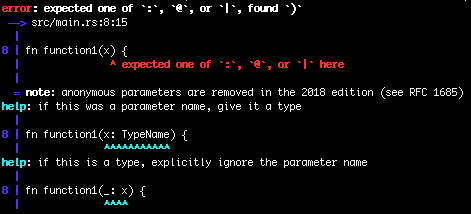 error: expected one of `:`, `@`, or `|`, found `)`
--> src/main.rs:8:15
|
8 | fn function1(x) {
| ^ expected one of `:`, `@`, or `|` here
|
= note: anonymous parameters are removed in the 2018 edition (see RFC 1685)
help: if this was a parameter name, give it a type
|
8 | fn function1(x: TypeName) {
| ^^^^^^^^^^^
help: if this is a type, explicitly ignore the parameter name
|
8 | fn function1(_: x) {
| ^^^^